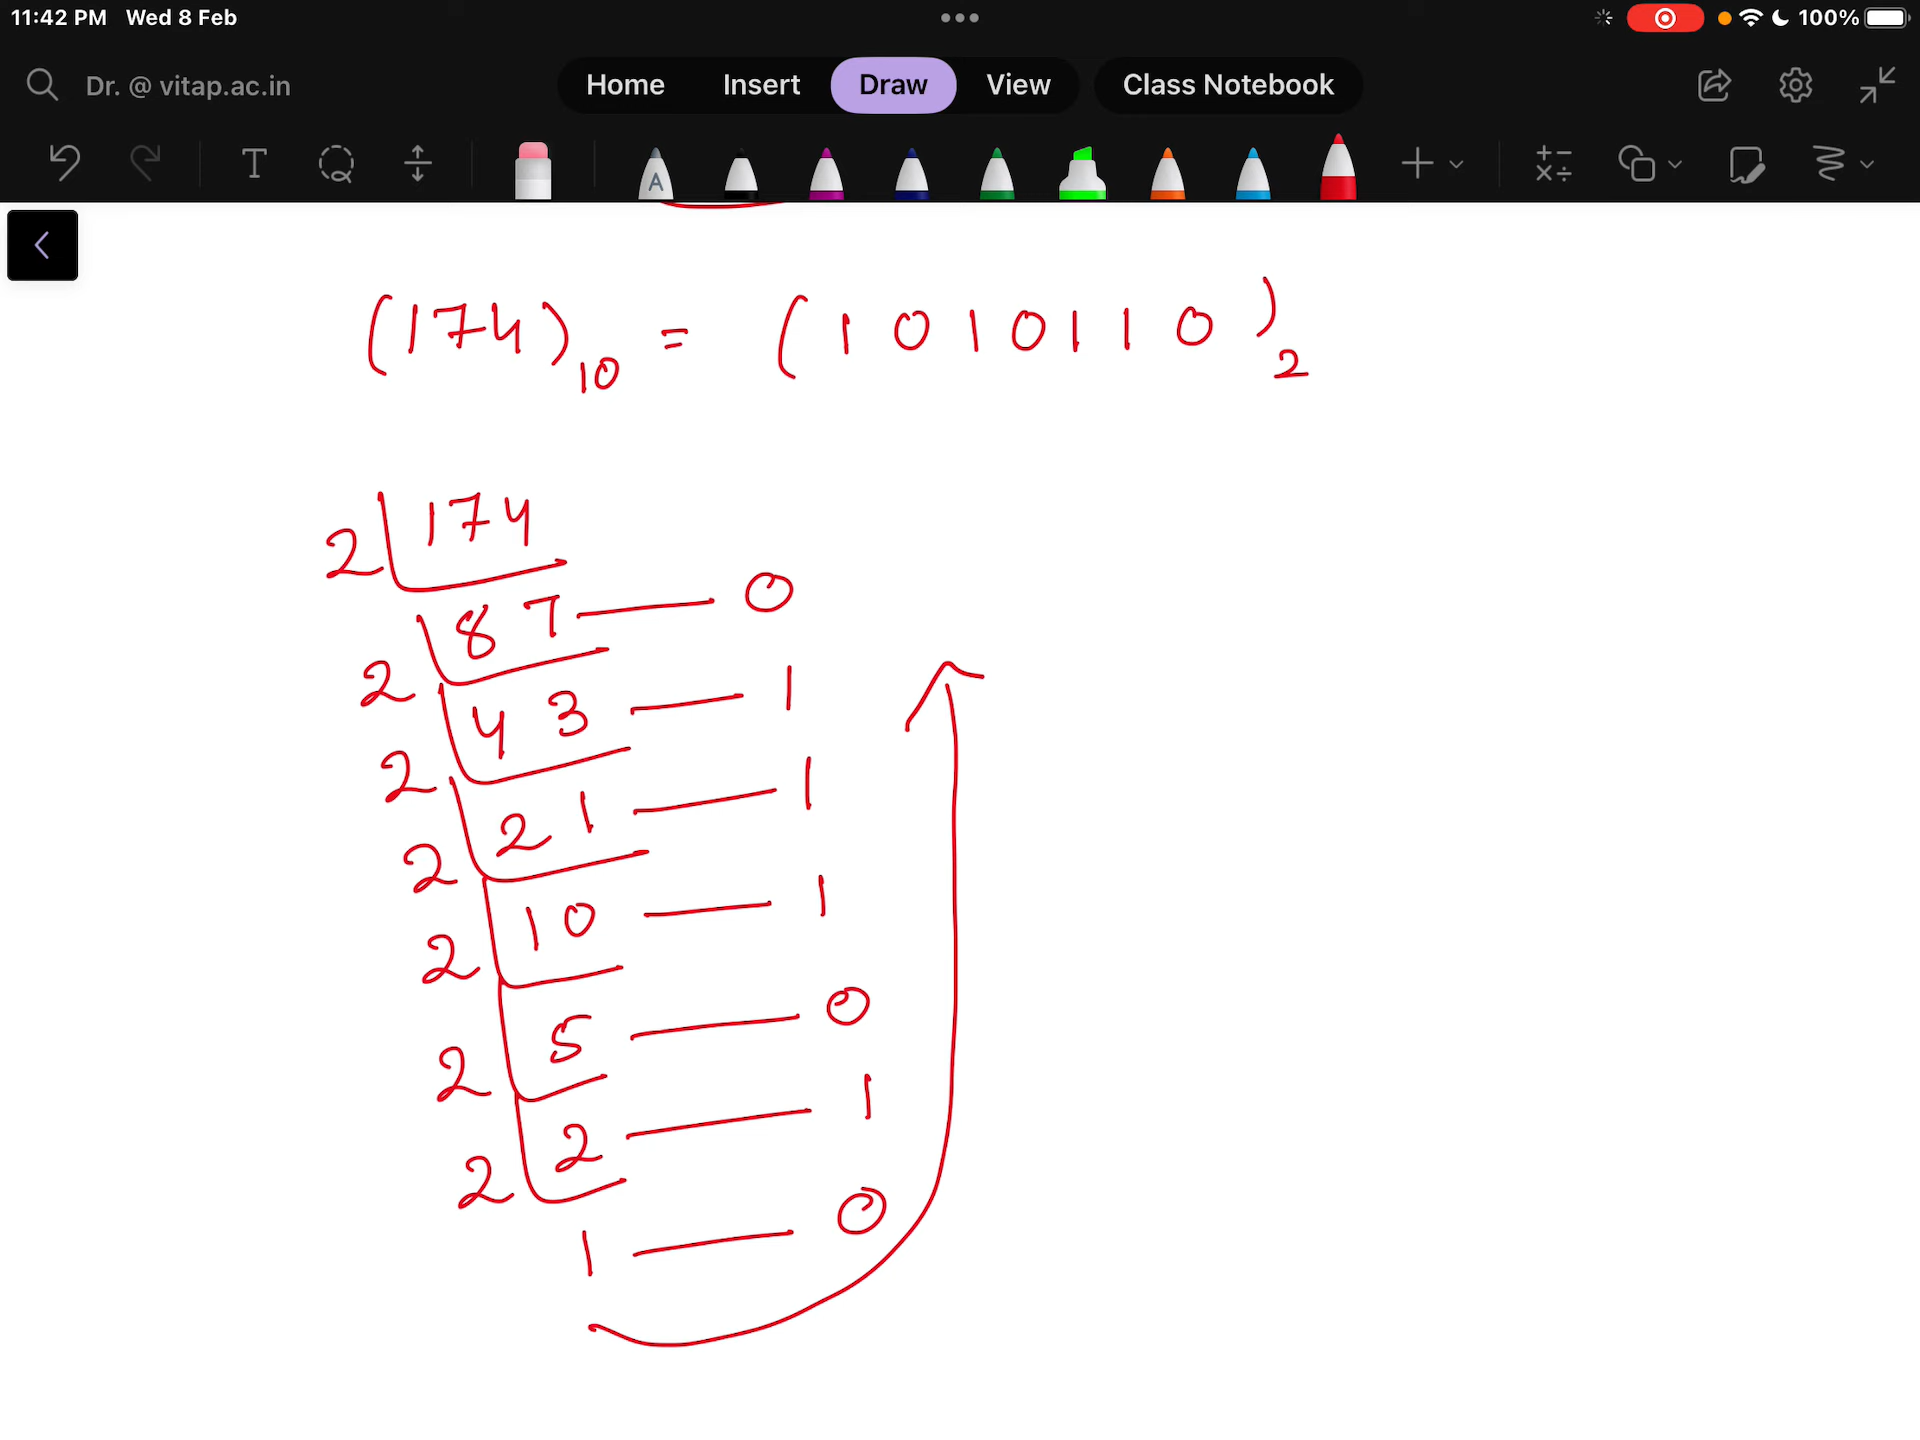 11:42 PM Wed 8 Feb 100%
Dr. @ vitap.ac.in Home Insert Draw View Class Notebook
T A
(174)10 = (1010110)2
2 174
2 87 — 0
2 43 — 1
2 21 — 1
2 10 — 1
2 5 — 0
2 2 — 1
1 — 0